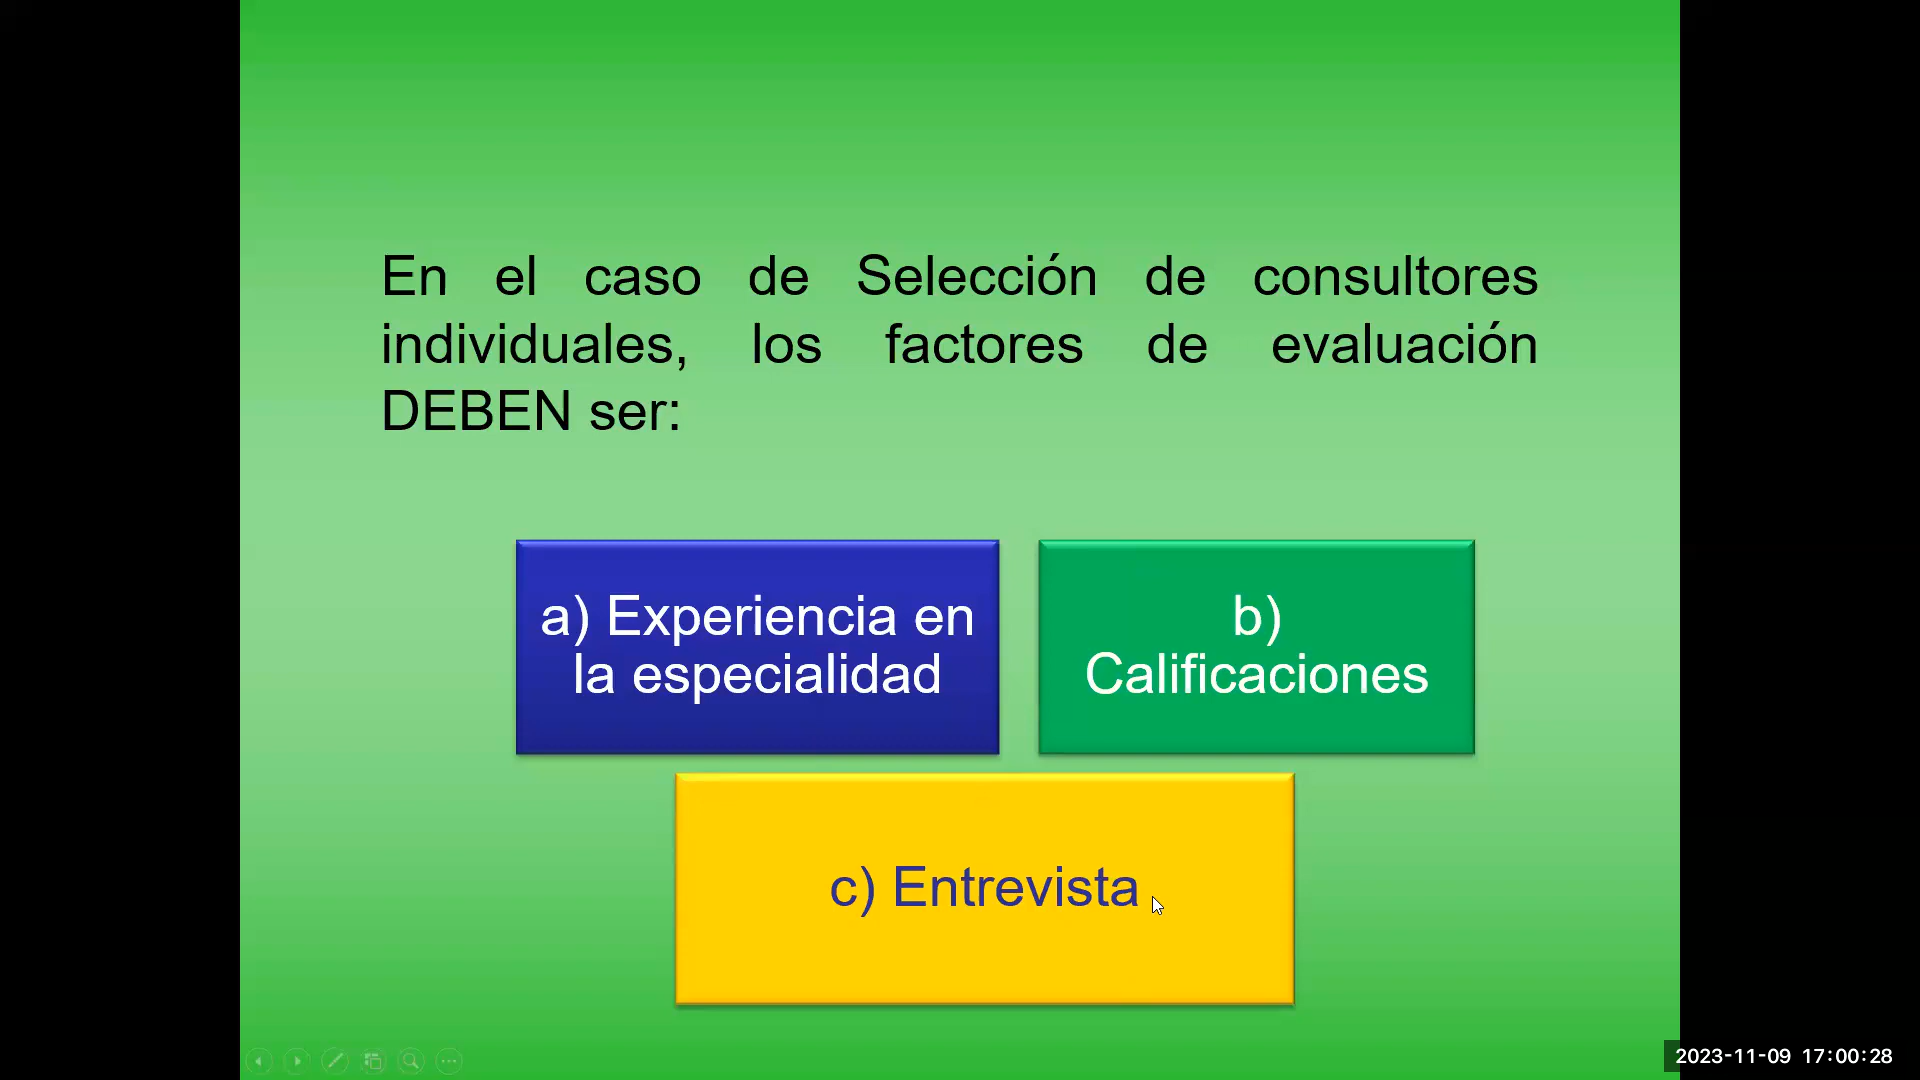 En el caso de Selección de consultores
individuales, los factores de evaluación
DEBEN ser:
a) Experiencia en
la especialidad
b)
Calificaciones
c) Entrevista
2023-11-09 17:00:28